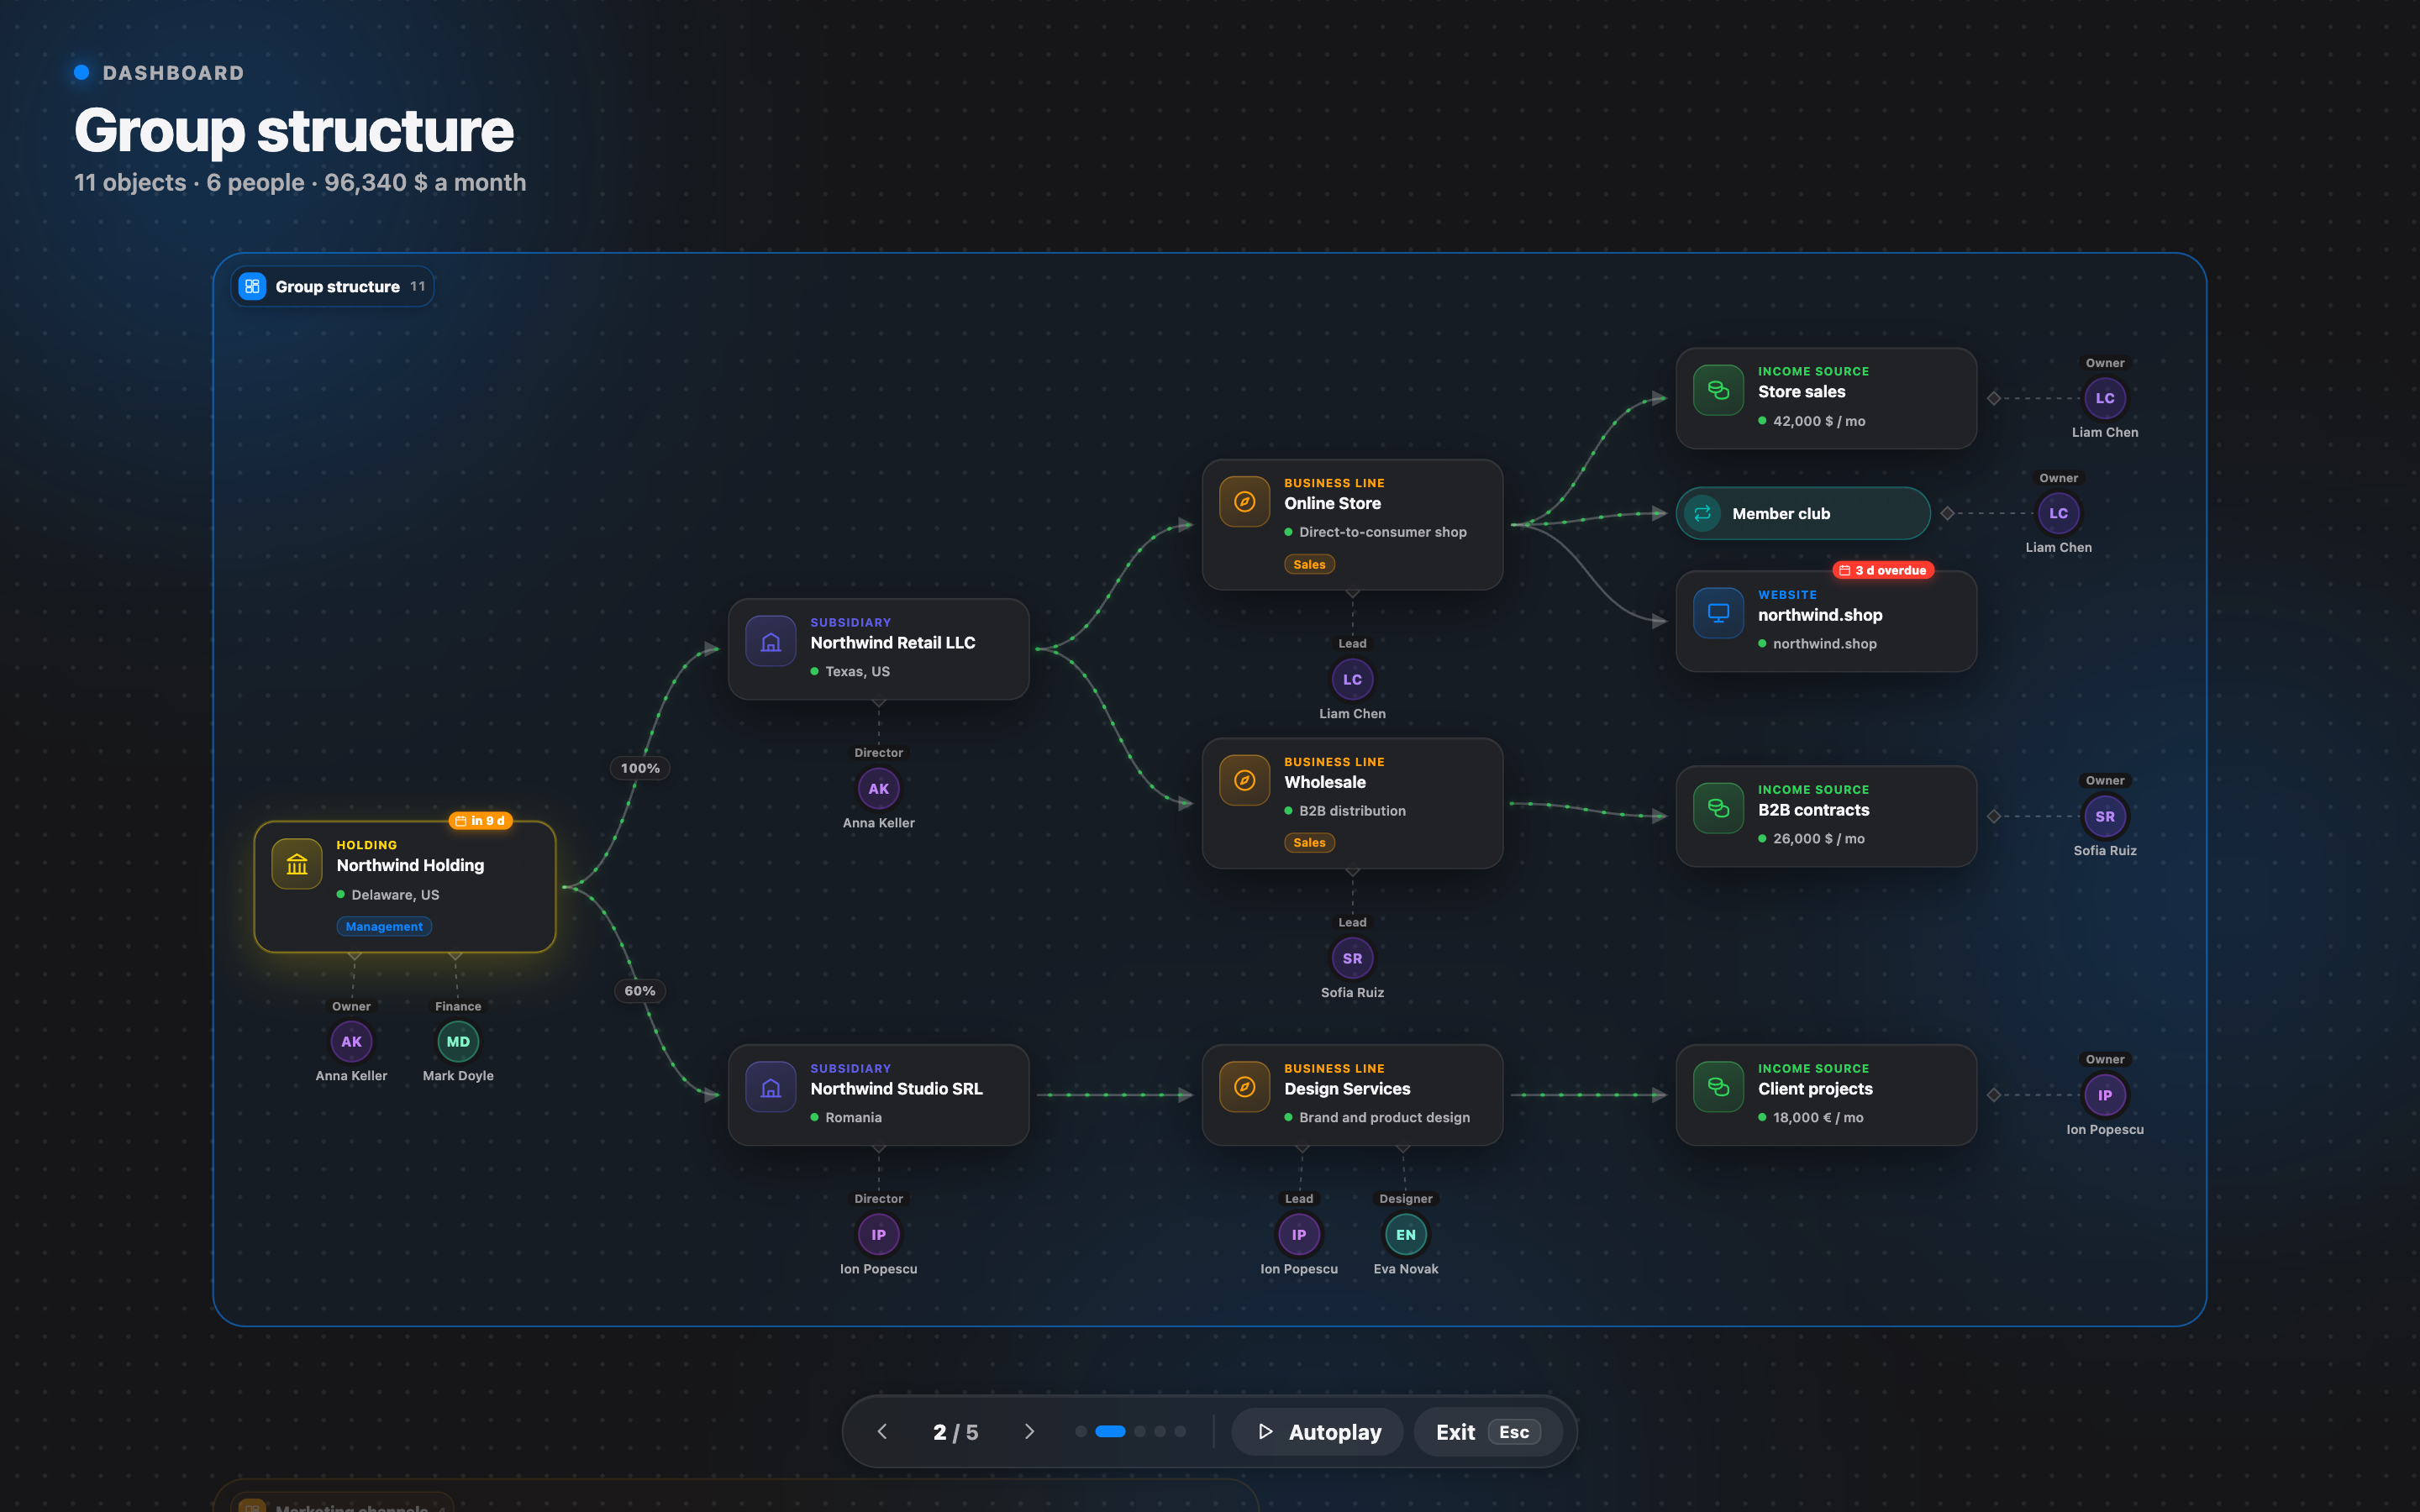 DASHBOARD
Group structure
11 objects · 6 people · 96,340 $ a month
Group structure 11
INCOME SOURCE
Store sales
42,000 $ / mo
Owner
LC
Liam Chen
BUSINESS LINE
Online Store
Direct-to-consumer shop
Sales
Member club
Owner
LC
Liam Chen
3 d overdue
WEBSITE
northwind.shop
northwind.shop
Lead
LC
Liam Chen
SUBSIDIARY
Northwind Retail LLC
Texas, US
Director
AK
Anna Keller
100%
BUSINESS LINE
Wholesale
B2B distribution
Sales
Lead
SR
Sofia Ruiz
INCOME SOURCE
B2B contracts
26,000 $ / mo
Owner
SR
Sofia Ruiz
in 9 d
HOLDING
Northwind Holding
Delaware, US
Management
Owner
AK
Anna Keller
Finance
MD
Mark Doyle
60%
SUBSIDIARY
Northwind Studio SRL
Romania
Director
IP
Ion Popescu
BUSINESS LINE
Design Services
Brand and product design
Lead
IP
Ion Popescu
Designer
EN
Eva Novak
INCOME SOURCE
Client projects
18,000 € / mo
Owner
IP
Ion Popescu
2 / 5
Autoplay
Exit Esc
Marketing channels